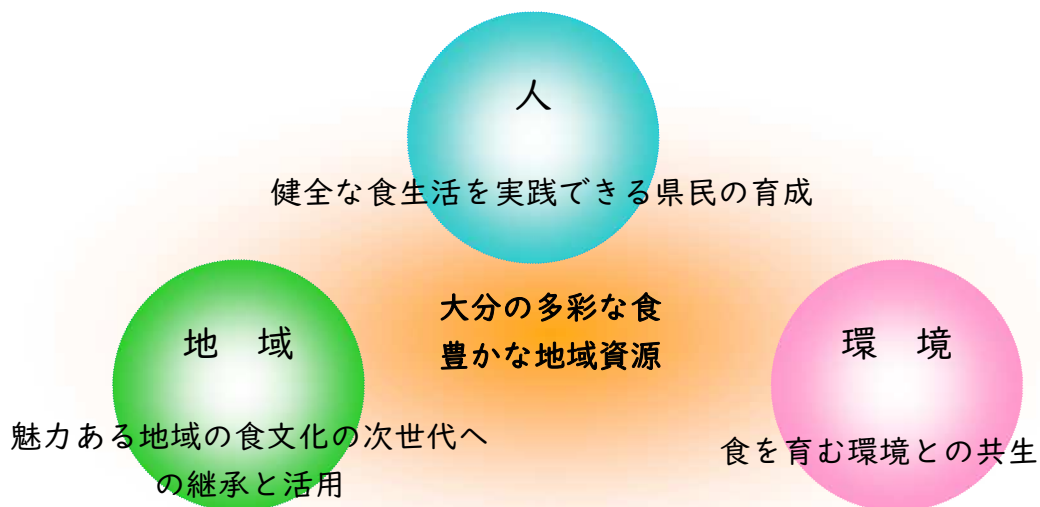 人
健全な食生活を実践できる県民の育成
大分の多彩な食
豊かな地域資源
地　域
魅力ある地域の食文化の次世代へ
の継承と活用
環　境
食を育む環境との共生